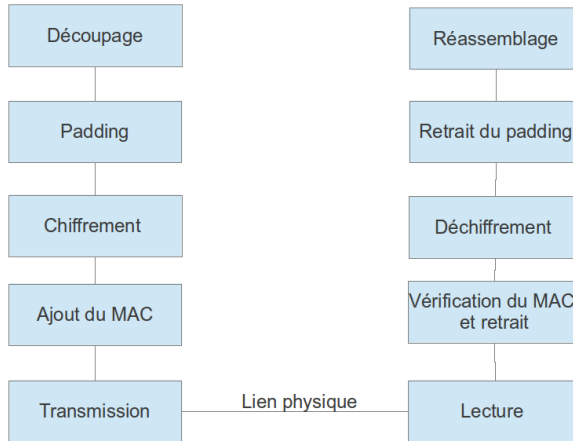 Découpage
Réassemblage
Padding
Retrait du padding
Chiffrement
Déchiffrement
Ajout du MAC
Vérification du MAC
et retrait
Transmission
Lien physique
Lecture